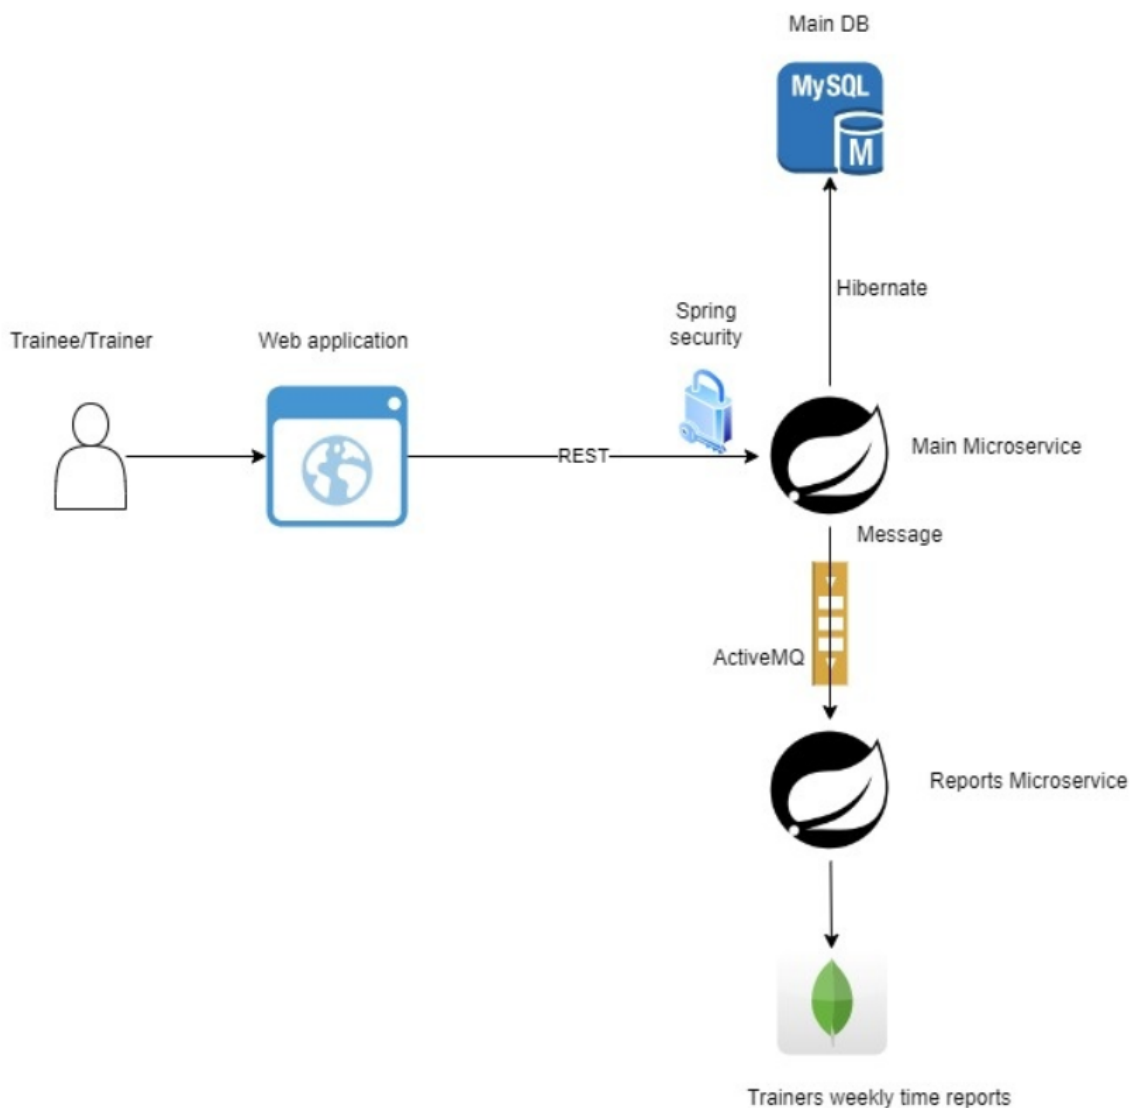 Main DB
MySQL
M
Hibernate
Spring
security
Trainee/Trainer
Web application
REST
Main Microservice
Message
ActiveMQ
Reports Microservice
Trainers weekly time reports